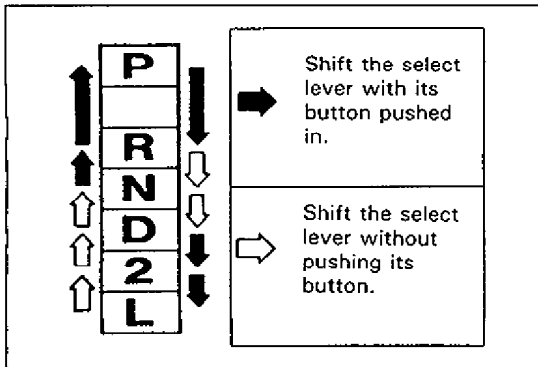 P
R
N
D
2
L
Shift the select
lever with its
button pushed
in.
Shift the select
lever without
pushing its
button.